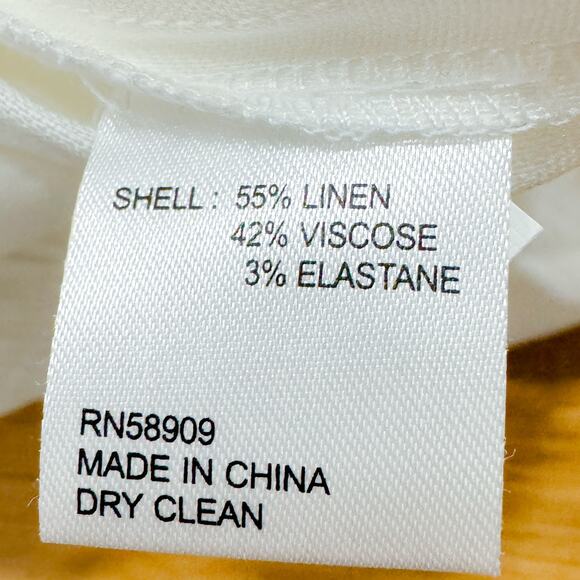 SHELL : 55% LINEN
42% VISCOSE
3% ELASTANE
RN58909
MADE IN CHINA
DRY CLEAN